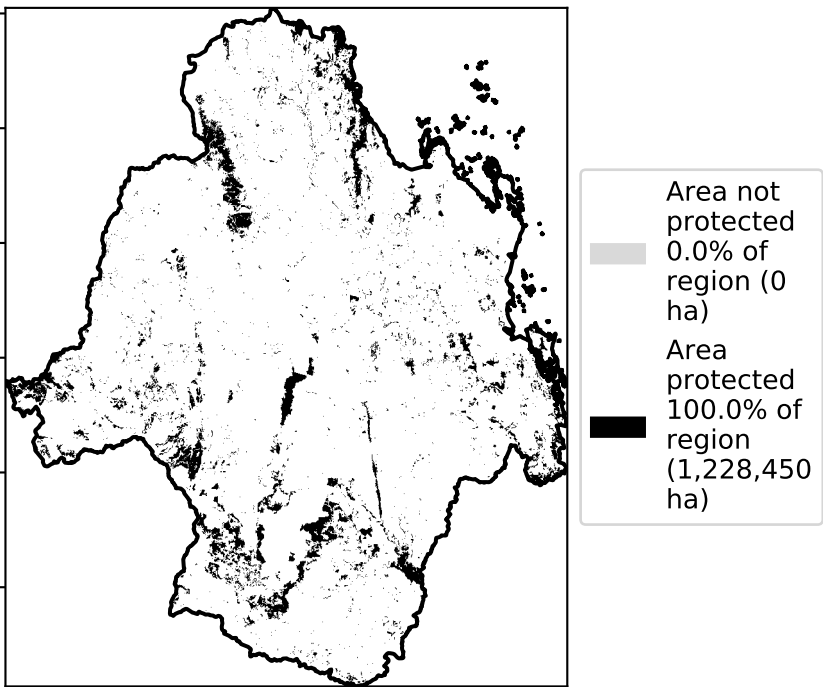 Area not
protected
0.0% of
region (0
ha)
Area
protected
100.0% of
region
(1,228,450
ha)